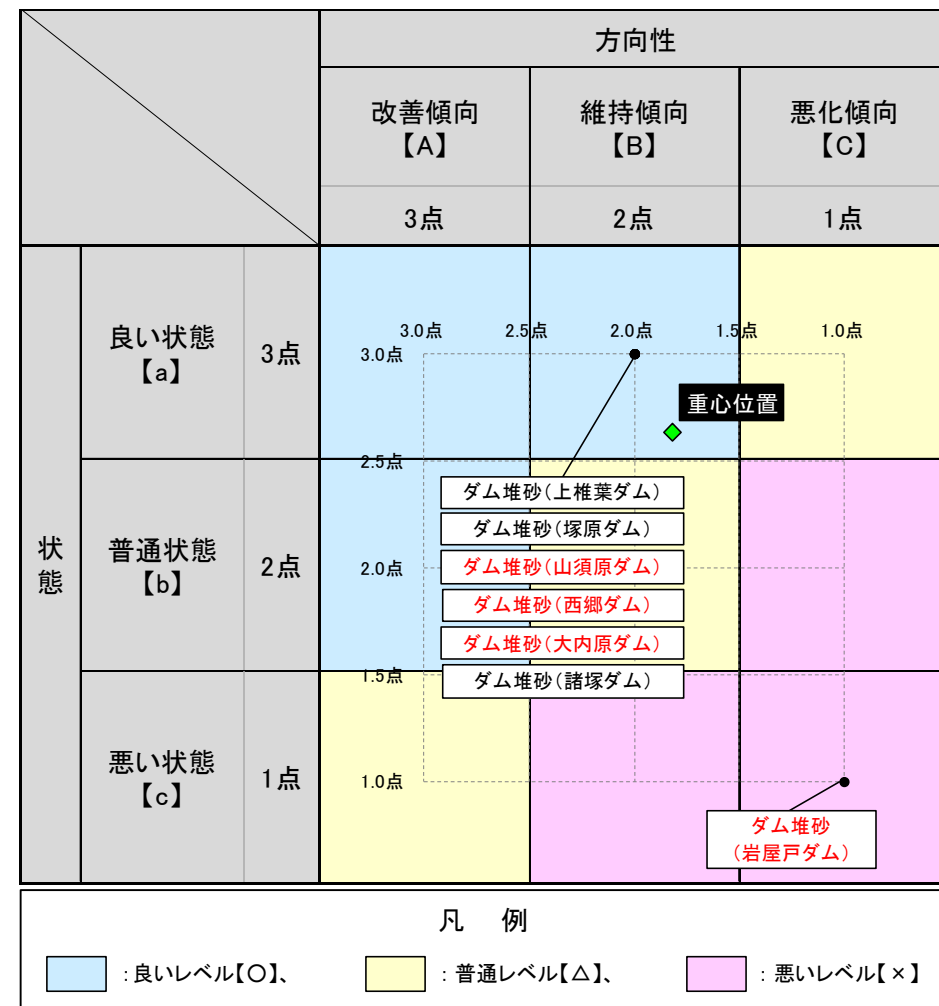 方向性
改善傾向 維持傾向 悪化傾向
【A】 【B】 【C】
3点 2点 1点
状態
良い状態
【a】
3点
普通状態
【b】
2点
悪い状態
【c】
1点
3.0点 2.5点 2.0点 1.5点 1.0点
3.0点
重心位置
2.5点
ダム堆砂(上椎葉ダム)
ダム堆砂(塚原ダム)
2.0点
ダム堆砂(山須原ダム)
ダム堆砂(西郷ダム)
ダム堆砂(大内原ダム)
1.5点
ダム堆砂(諸塚ダム)
1.0点
ダム堆砂
(岩屋戸ダム)
凡 例
:良いレベル【〇】、 :普通レベル【△】、 :悪いレベル【×】